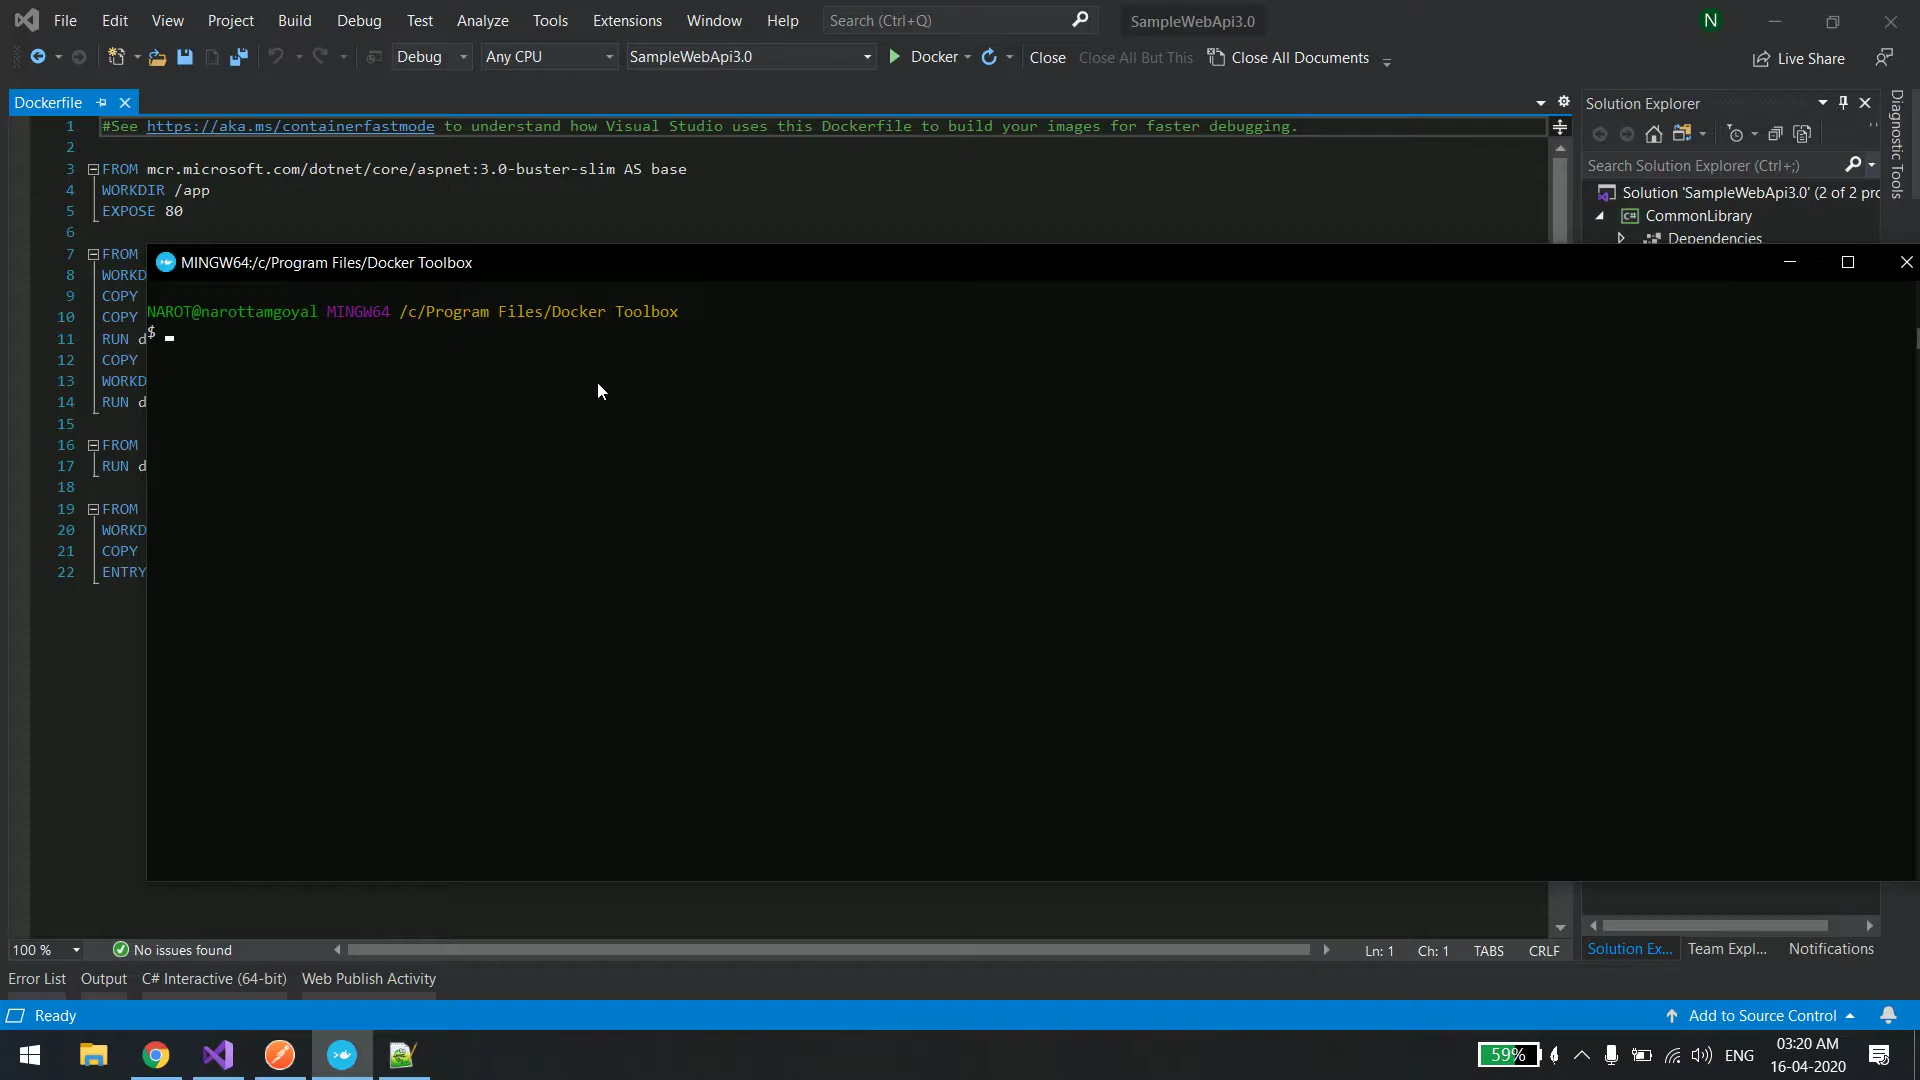 File Edit View Project Build Debug Test Analyze Tools Extensions Window Help Search (Ctrl+Q) SampleWebApi3.0 N
Debug Any CPU SampleWebApi3.0 Docker Close Close All But This Close All Documents Live Share
Dockerfile
1 #See https://aka.ms/containerfastmode to understand how Visual Studio uses this Dockerfile to build your images for faster debugging.
2
3 FROM mcr.microsoft.com/dotnet/core/aspnet:3.0-buster-slim AS base
4 WORKDIR /app
5 EXPOSE 80
6
7 FROM
8 WORKD
9 COPY
10 COPY
11 RUN d
12 COPY
13 WORKD
14 RUN d
15
16 FROM
17 RUN d
18
19 FROM
20 WORKD
21 COPY
22 ENTRY
MINGW64:/c/Program Files/Docker Toolbox
NAROT@narottamgoyal MINGW64 /c/Program Files/Docker Toolbox
$
Solution Explorer
Search Solution Explorer (Ctrl+;)
Solution 'SampleWebApi3.0' (2 of 2 pro
C# CommonLibrary
Dependencies
Diagnostic Tools
100 % No issues found Ln: 1 Ch: 1 TABS CRLF
Solution Ex... Team Expl... Notifications
Error List Output C# Interactive (64-bit) Web Publish Activity
Ready Add to Source Control
59% ENG 03:20 AM
16-04-2020